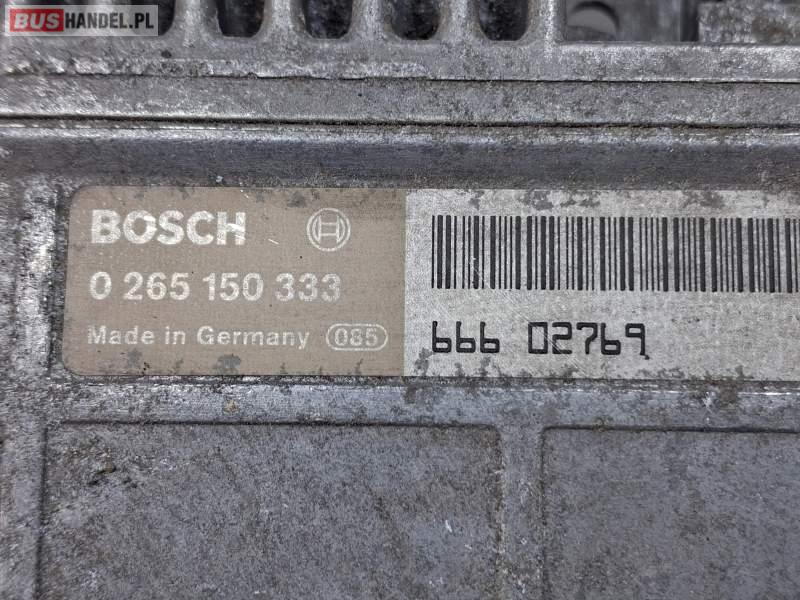 BUSHANDEL.PL
BOSCH
0 265 150 333
Made in Germany 085
666 02769